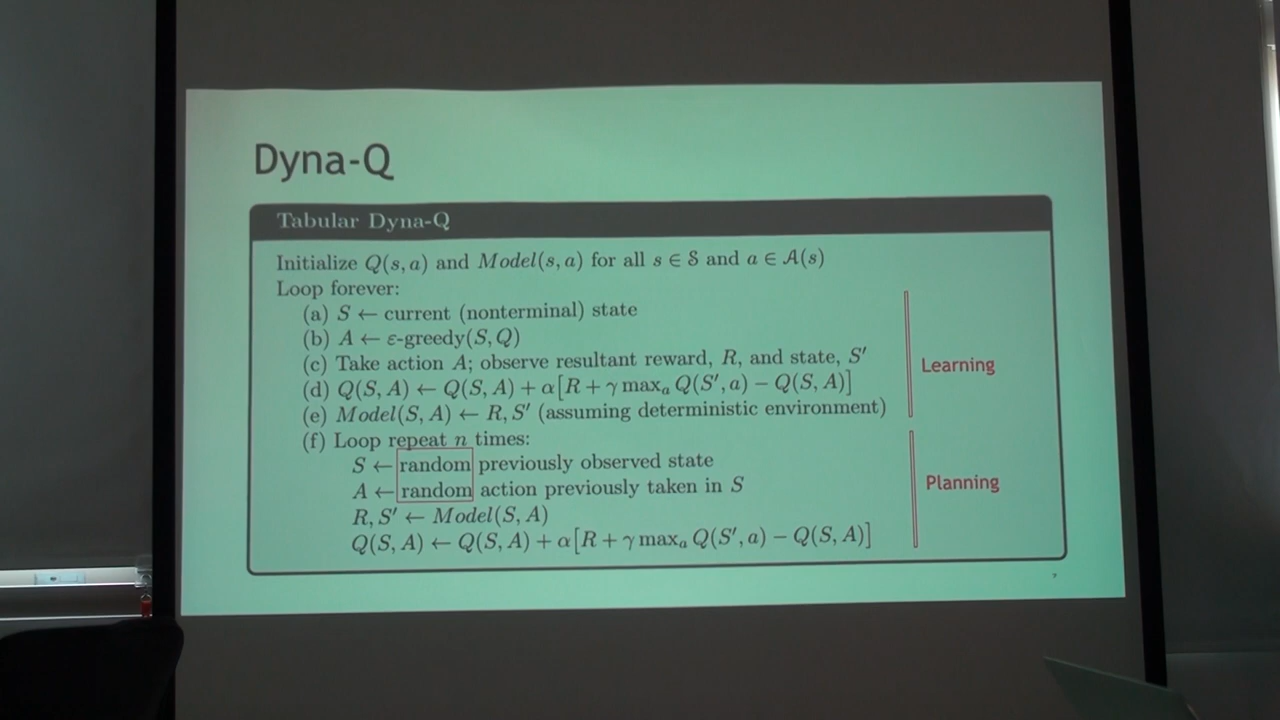 Dyna-Q
Tabular Dyna-Q
Initialize Q(s, a) and Model(s, a) for all s ∈ 𝒮 and a ∈ 𝒜(s)
Loop forever:
(a) S ← current (nonterminal) state
(b) A ← ε-greedy(S, Q)
(c) Take action A; observe resultant reward, R, and state, S′
(d) Q(S, A) ← Q(S, A) + α[R + γ maxₐ Q(S′, a) − Q(S, A)]
(e) Model(S, A) ← R, S′ (assuming deterministic environment)
Learning
(f) Loop repeat n times:
S ← random previously observed state
A ← random action previously taken in S
R, S′ ← Model(S, A)
Q(S, A) ← Q(S, A) + α[R + γ maxₐ Q(S′, a) − Q(S, A)]
Planning